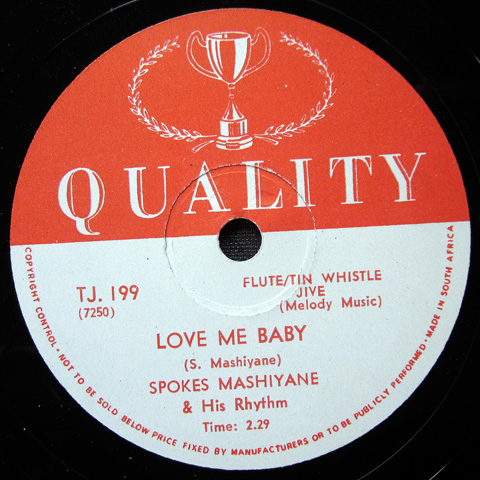 QUALITY
FLUTE/TIN WHISTLE
JIVE
(Melody Music)
TJ. 199
(7250)
LOVE ME BABY
(S. Mashiyane)
SPOKES MASHIYANE
& His Rhythm
Time: 2.29
COPYRIGHT CONTROL • NOT TO BE SOLD BELOW PRICE FIXED BY MANUFACTURERS OR TO BE PUBLICLY PERFORMED • MADE IN SOUTH AFRICA